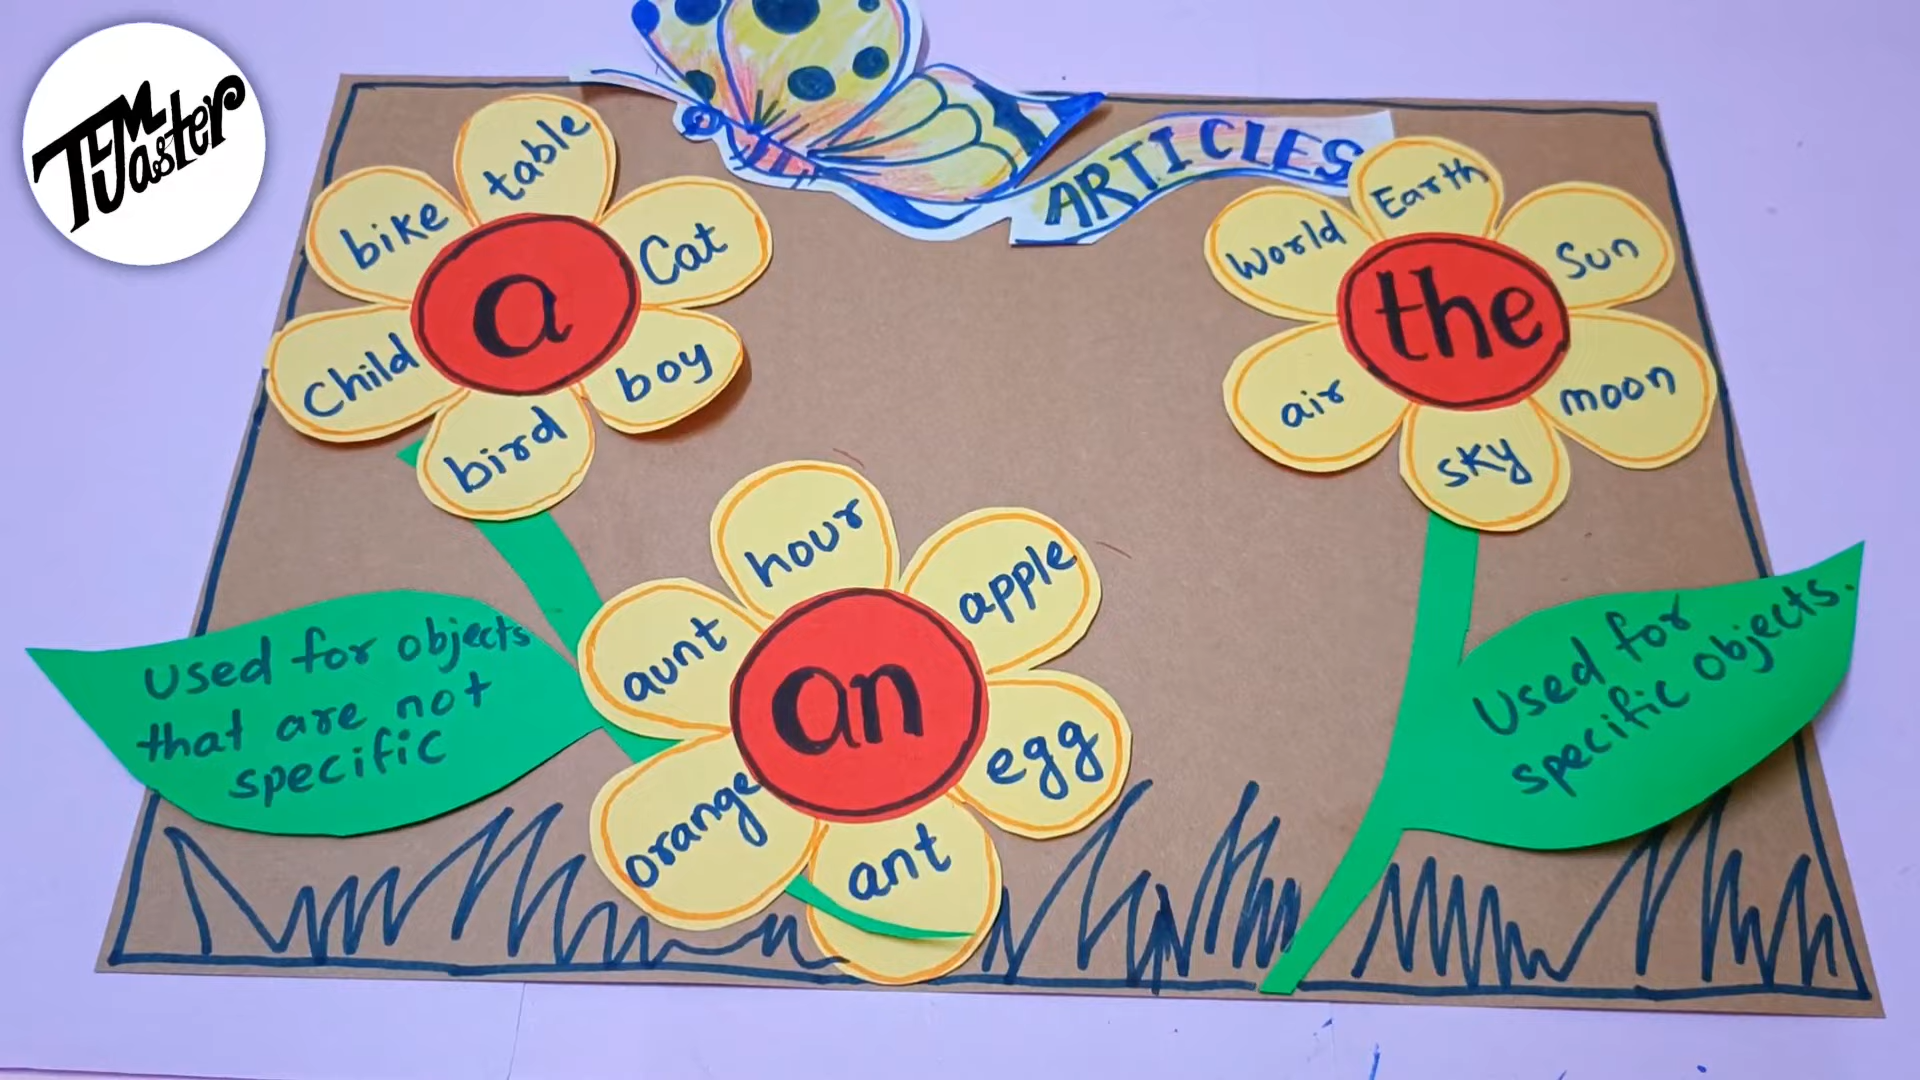 TLM Master
ARTICLES
a
table
Cat
boy
bird
Child
bike
the
Earth
Sun
moon
sky
air
World
an
hour
apple
egg
ant
orange
aunt
Used for objects
that are not
specific
Used for
specific objects.